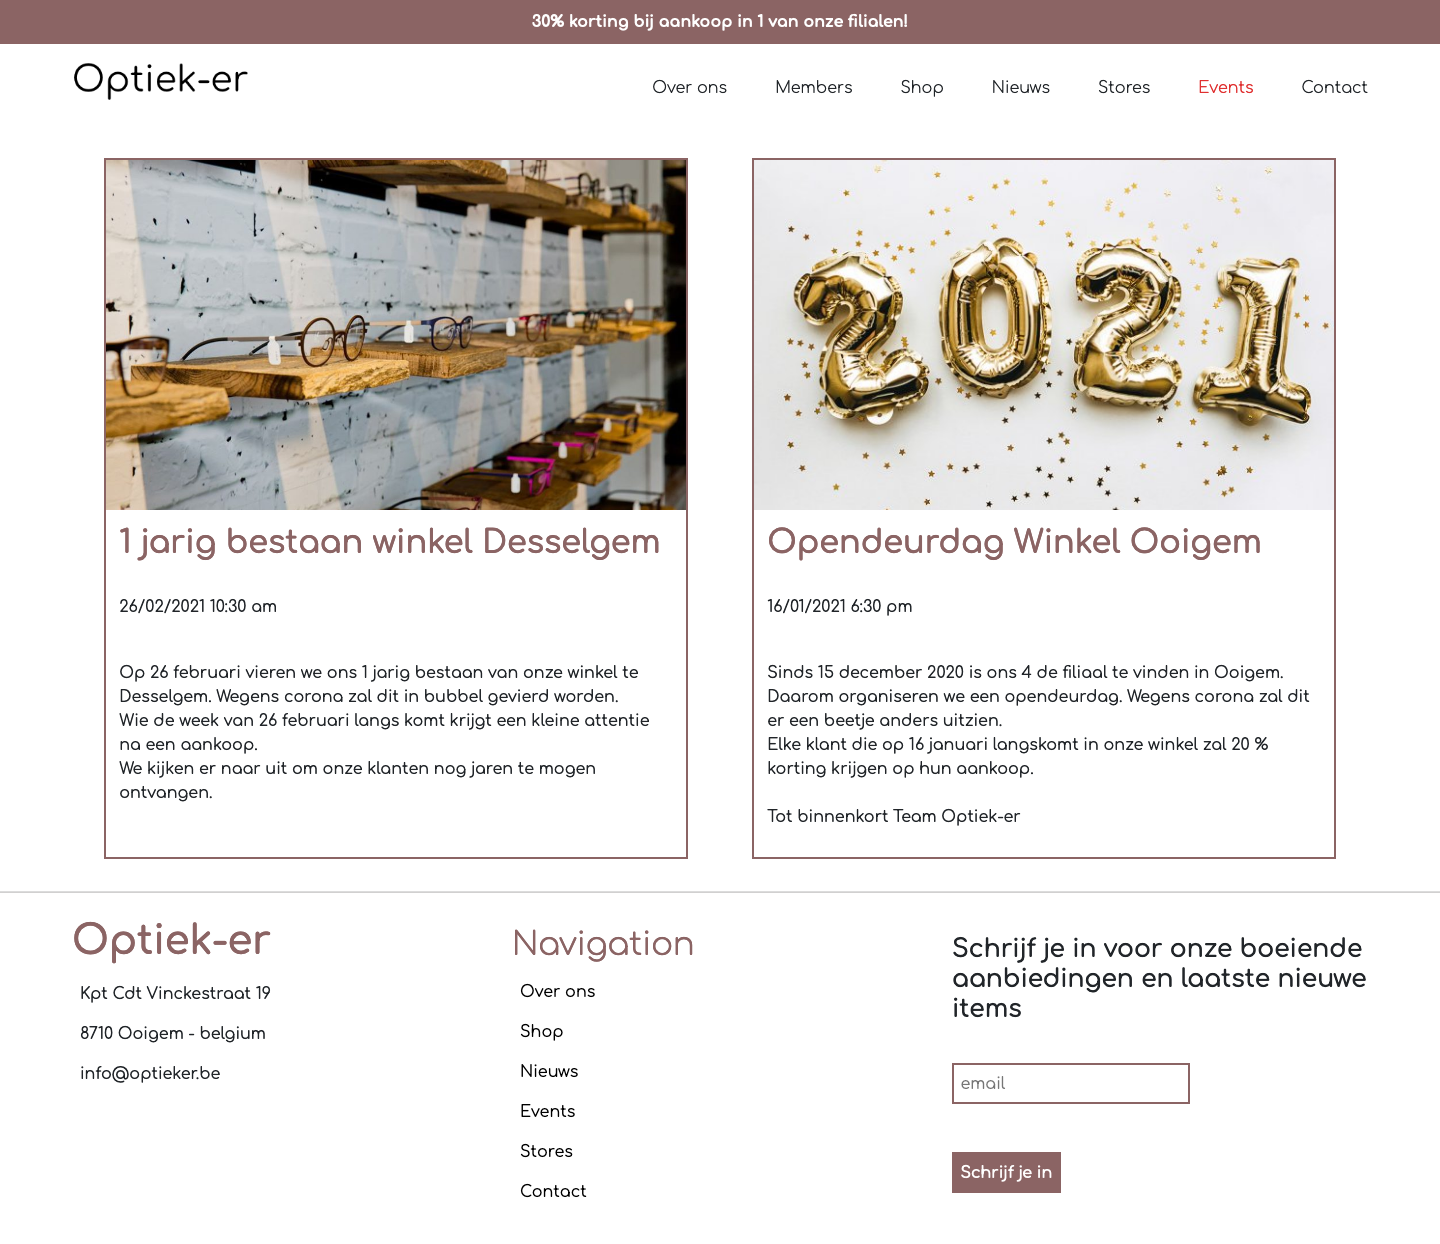 30% korting bij aankoop in 1 van onze filialen!
Optiek-er
Over ons
Members
Shop
Nieuws
Stores
Events
Contact
2021
1 jarig bestaan winkel Desselgem
26/02/2021 10:30 am
Op 26 februari vieren we ons 1 jarig bestaan van onze winkel te
Desselgem. Wegens corona zal dit in bubbel gevierd worden.
Wie de week van 26 februari langs komt krijgt een kleine attentie
na een aankoop.
We kijken er naar uit om onze klanten nog jaren te mogen
ontvangen.
Opendeurdag Winkel Ooigem
16/01/2021 6:30 pm
Sinds 15 december 2020 is ons 4 de filiaal te vinden in Ooigem.
Daarom organiseren we een opendeurdag. Wegens corona zal dit
er een beetje anders uitzien.
Elke klant die op 16 januari langskomt in onze winkel zal 20 %
korting krijgen op hun aankoop.
Tot binnenkort Team Optiek-er
Optiek-er
Kpt Cdt Vinckestraat 19
8710 Ooigem - belgium
info@optieker.be
Navigation
Over ons
Shop
Nieuws
Events
Stores
Contact
Schrijf je in voor onze boeiende
aanbiedingen en laatste nieuwe
items
email
Schrijf je in